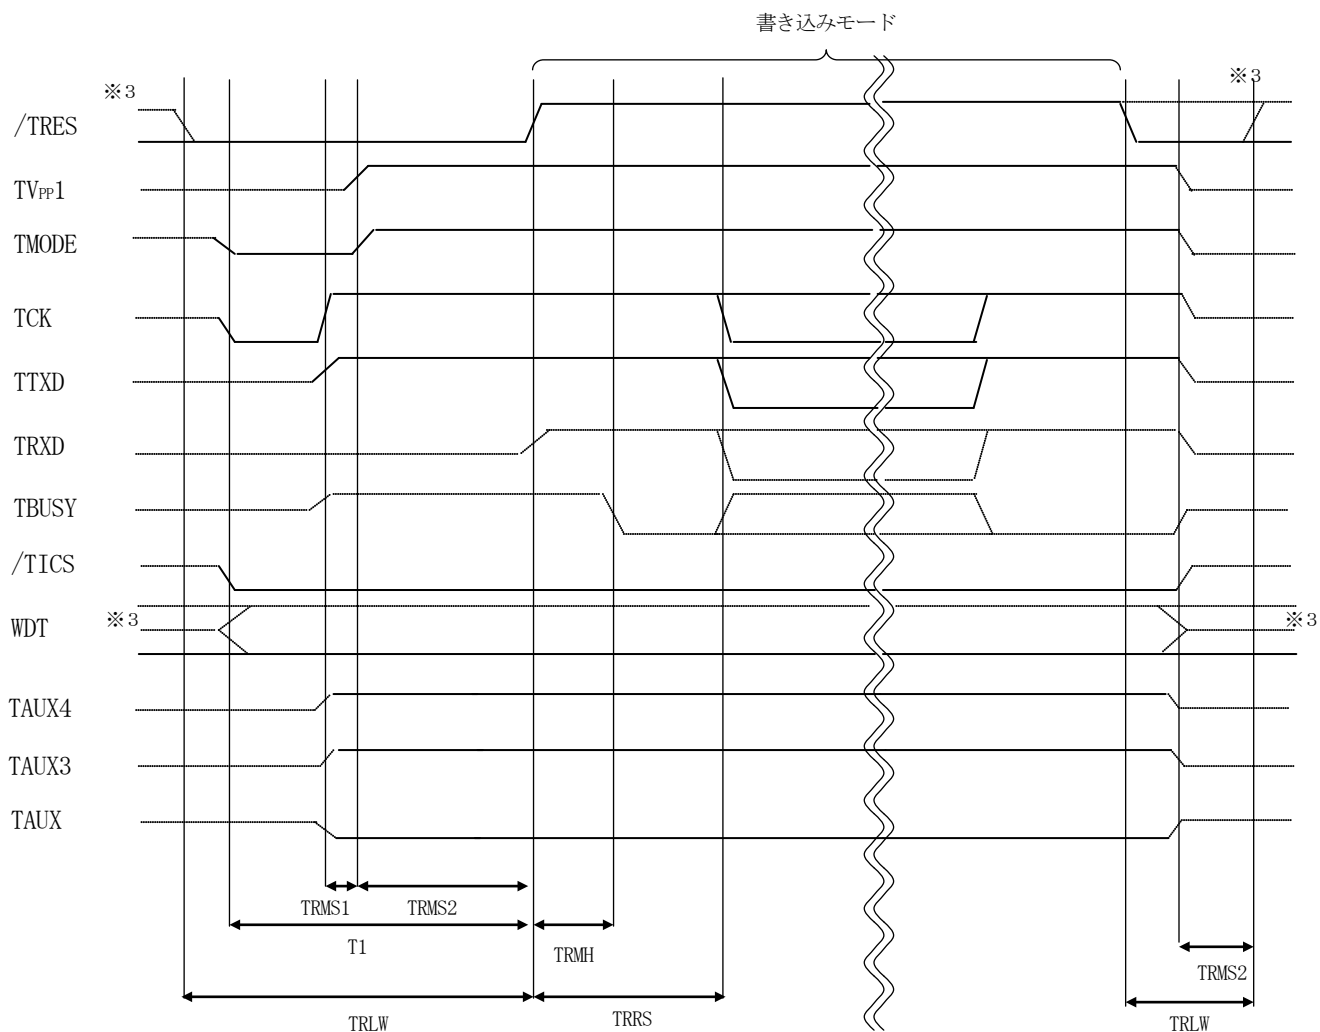 書き込みモード
※3
※3
/TRES
TVPP1
TMODE
TCK
TTXD
TRXD
TBUSY
/TICS
※3
WDT
※3
TAUX4
TAUX3
TAUX
TRMS1
TRMS2
T1
TRMH
TRMS2
TRLW
TRRS
TRLW